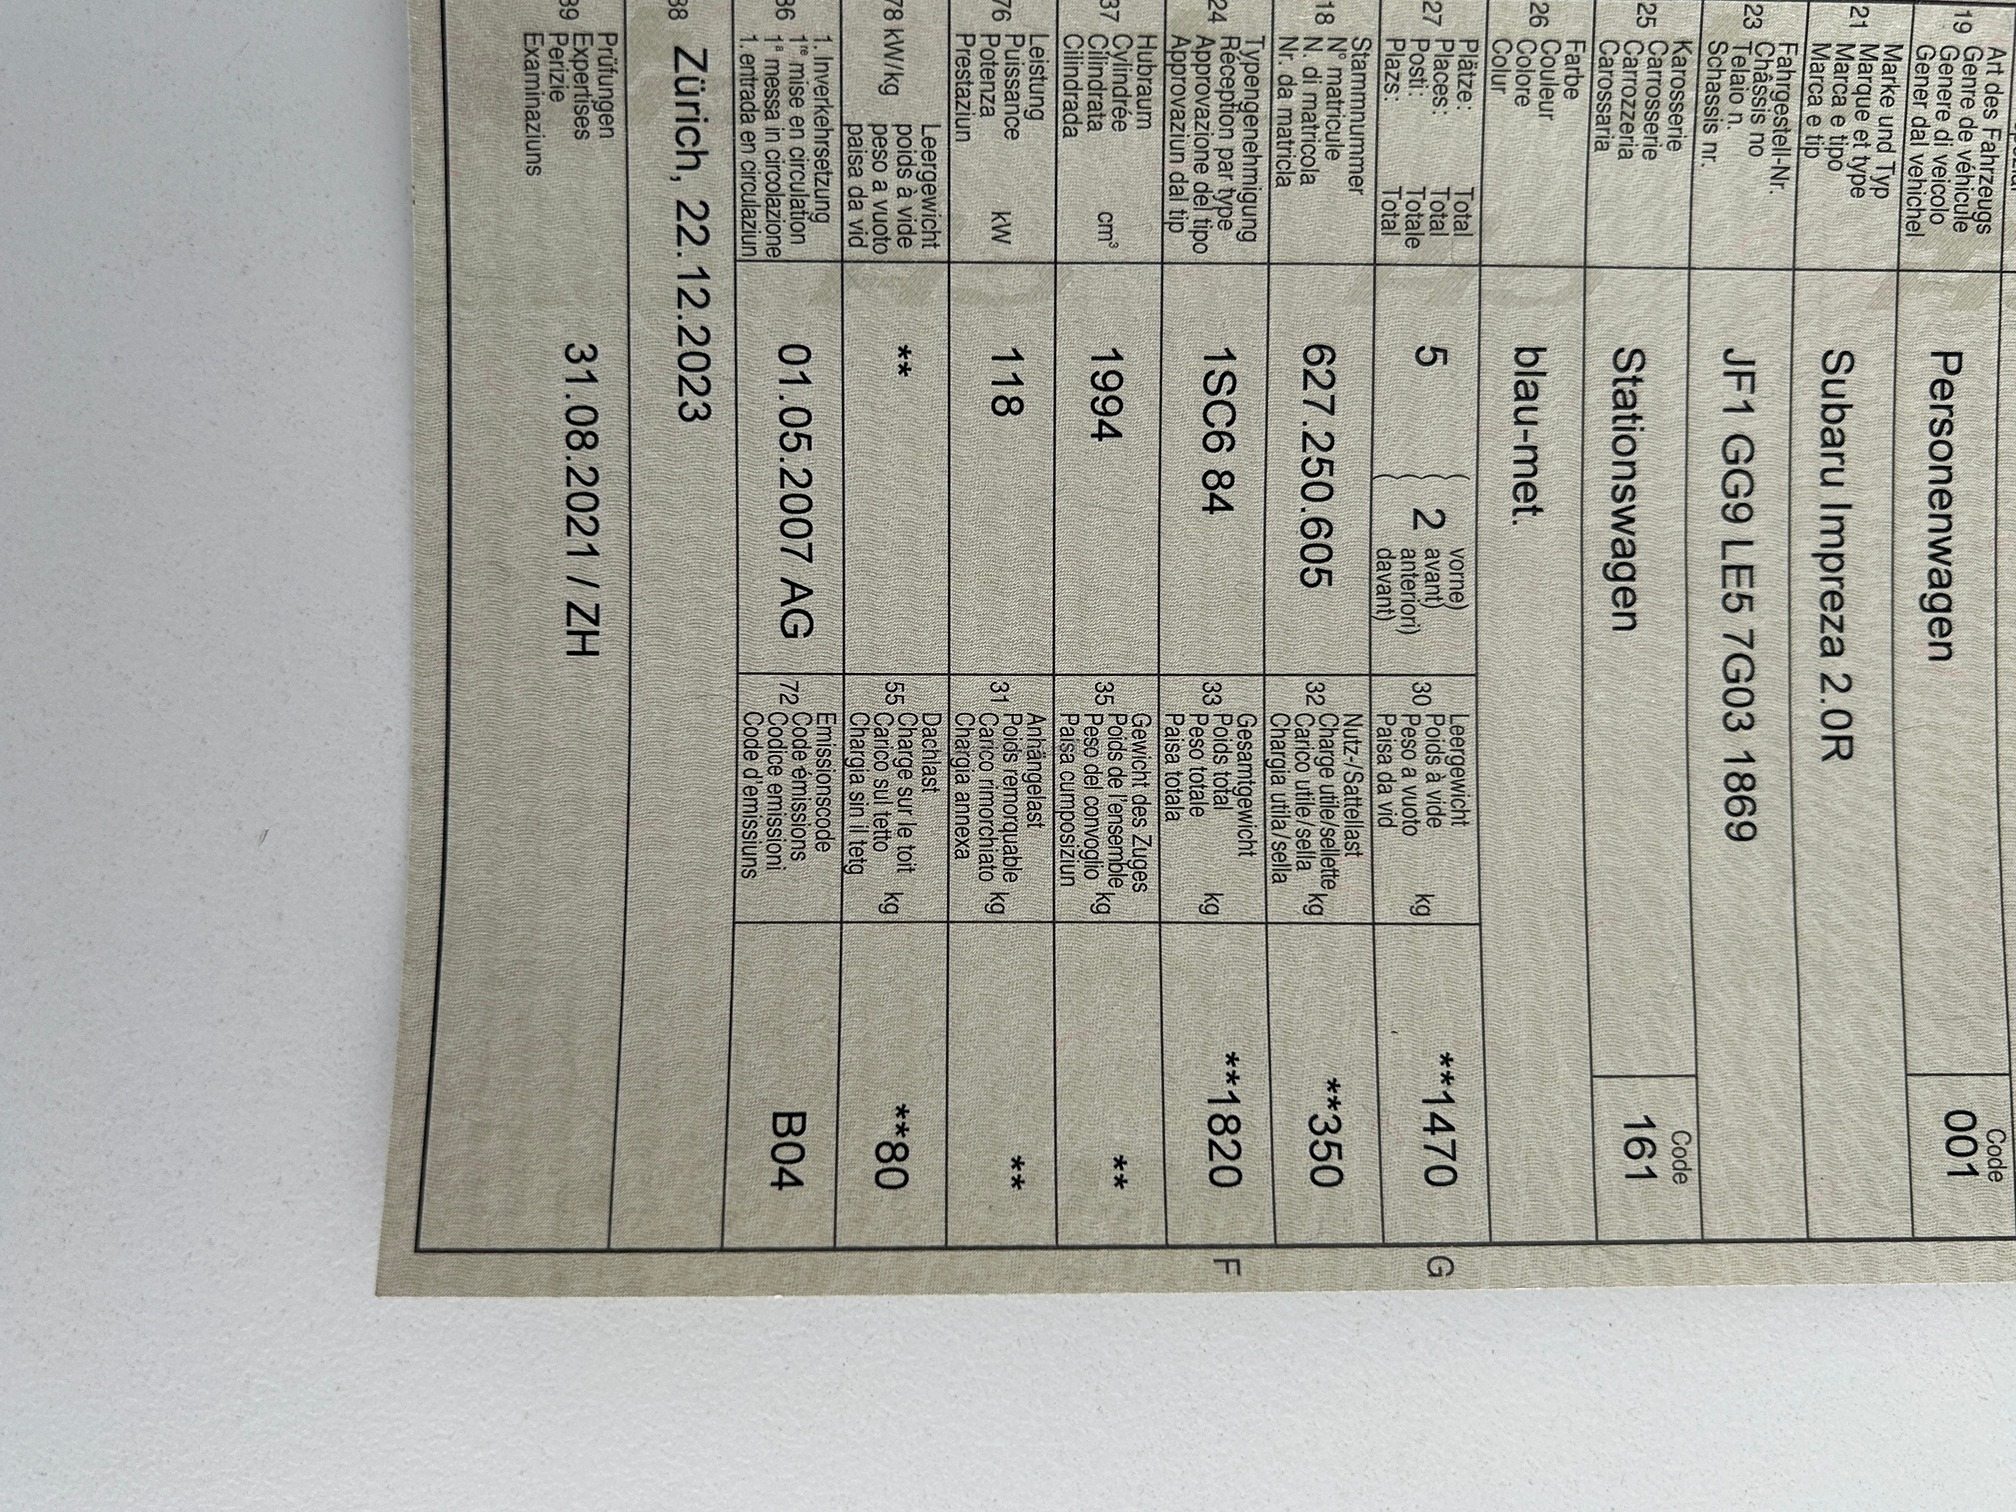 Art des Fahrzeugs
19 Genre de véhicule
Genere di veicolo
Gener dal vehichel
Personenwagen
Code
001
Marke und Typ
21 Marque et type
Marca e tipo
Marca e tip
Subaru Impreza 2.0R
Fahrgestell-Nr.
23 Châssis no
Telaio n.
Schassis nr.
JF1 GG9 LE5 7G03 1869
Karosserie
25 Carrosserie
Carrozzeria
Carossaria
Stationswagen
Code
161
Farbe
26 Couleur
Colore
Colur
blau-met.
Plätze: Total
27 Places: Total
Posti: Totale
Plazs: Total
5
2
vorne)
avant)
anteriori)
davant)
Leergewicht
30 Poids à vide
Peso a vuoto kg
Paisa da vid
**1470
G
Stammnummer
18 N° matricule
N. di matricola
Nr. da matricla
627.250.605
Nutz-/Sattellast
32 Charge utile/sellette
Carico utile/sella kg
Chargia utila/sella
**350
Typengenehmigung
24 Réception par type
Approvazione del tipo
Approvaziun dal tip
1SC6 84
Gesamtgewicht
33 Poids total
Peso totale kg
Paisa totala
**1820
F
Hubraum
37 Cylindrée
Cilindrata cm³
Cilindrada
1994
Gewicht des Zuges
35 Poids de l'ensemble
Peso del convoglio kg
Paisa cumposiziun
**
Leistung
76 Puissance
Potenza kW
Prestaziun
118
Anhängelast
31 Poids remorquable
Carico rimorchiato kg
Chargia annexa
**
78 kW/kg
Leergewicht
poids à vide
peso a vuoto
paisa da vid
**
Dachlast
55 Charge sur le toit
Carico sul tetto kg
Chargia sin il tetg
**80
1. Inverkehrsetzung
36 1re mise en circulation
1a messa in circolazione
1. entrada en circulaziun
01.05.2007 AG
Emissionscode
72 Code émissions
Codice emissioni
Code d'emissiuns
B04
38 Zürich, 22.12.2023
Prüfungen
39 Expertises
Perizie
Examinaziuns
31.08.2021 / ZH